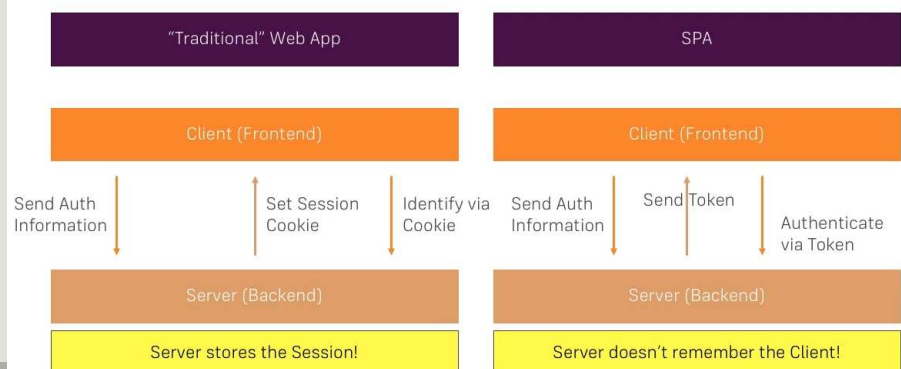 “Traditional” Web App
SPA
Client (Frontend)
Client (Frontend)
Send Auth
Information
Set Session
Cookie
Identify via
Cookie
Send Auth
Information
Send Token
Authenticate
via Token
Server (Backend)
Server (Backend)
Server stores the Session!
Server doesn’t remember the Client!